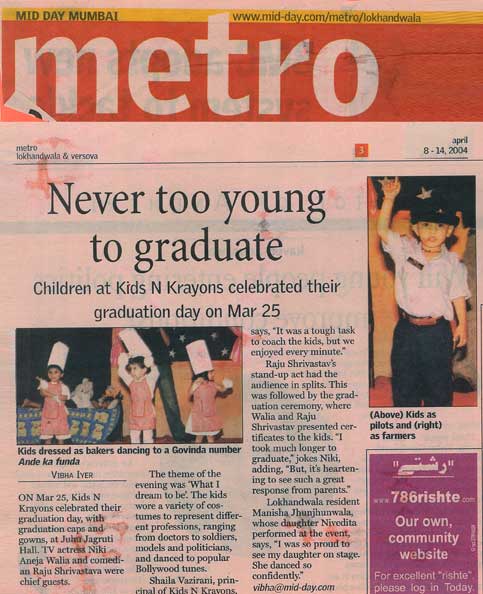 MID DAY MUMBAI
www.mid-day.com/metro/lokhandwala
metro
metro
lokhandwala & versova
3
april
8 - 14, 2004
Never too young
to graduate
Children at Kids N Krayons celebrated their
graduation day on Mar 25
Kids dressed as bakers dancing to a Govinda number
Ande ka funda
VIBHA IYER
ON Mar 25, Kids N
Krayons celebrated their
graduation day, with
graduation caps and
gowns, at Juhu Jagruti
Hall. TV actress Niki
Aneja Walia and comedi-
an Raju Shrivastava were
chief guests.
The theme of the
evening was 'What I
dream to be'. The kids
wore a variety of cos-
tumes to represent differ-
ent professions, ranging
from doctors to soldiers,
models and politicians,
and danced to popular
Bollywood tunes.
Shaila Vazirani, prin-
cipal of Kids N Krayons,
says, "It was a tough task
to coach the kids, but we
enjoyed every minute."
Raju Shrivastav's
stand-up act had the
audience in splits. This
was followed by the grad-
uation ceremony, where
Walia and Raju
Shrivastav presented cer-
tificates to the kids. "I
took much longer to
graduate," jokes Niki,
adding, "But, it's hearten-
ing to see such a great
response from parents."
Lokhandwala resident
Manisha Jhunjhunwala,
whose daughter Nivedita
performed at the event,
says, "I was so proud to
see my daughter on stage.
She danced so
confidently."
vibha@mid-day.com
(Above) Kids as
pilots and (right)
as farmers
"رشتے"
www.786rishte.com
Our own,
community
website
For excellent "rishte"
please log in Today.